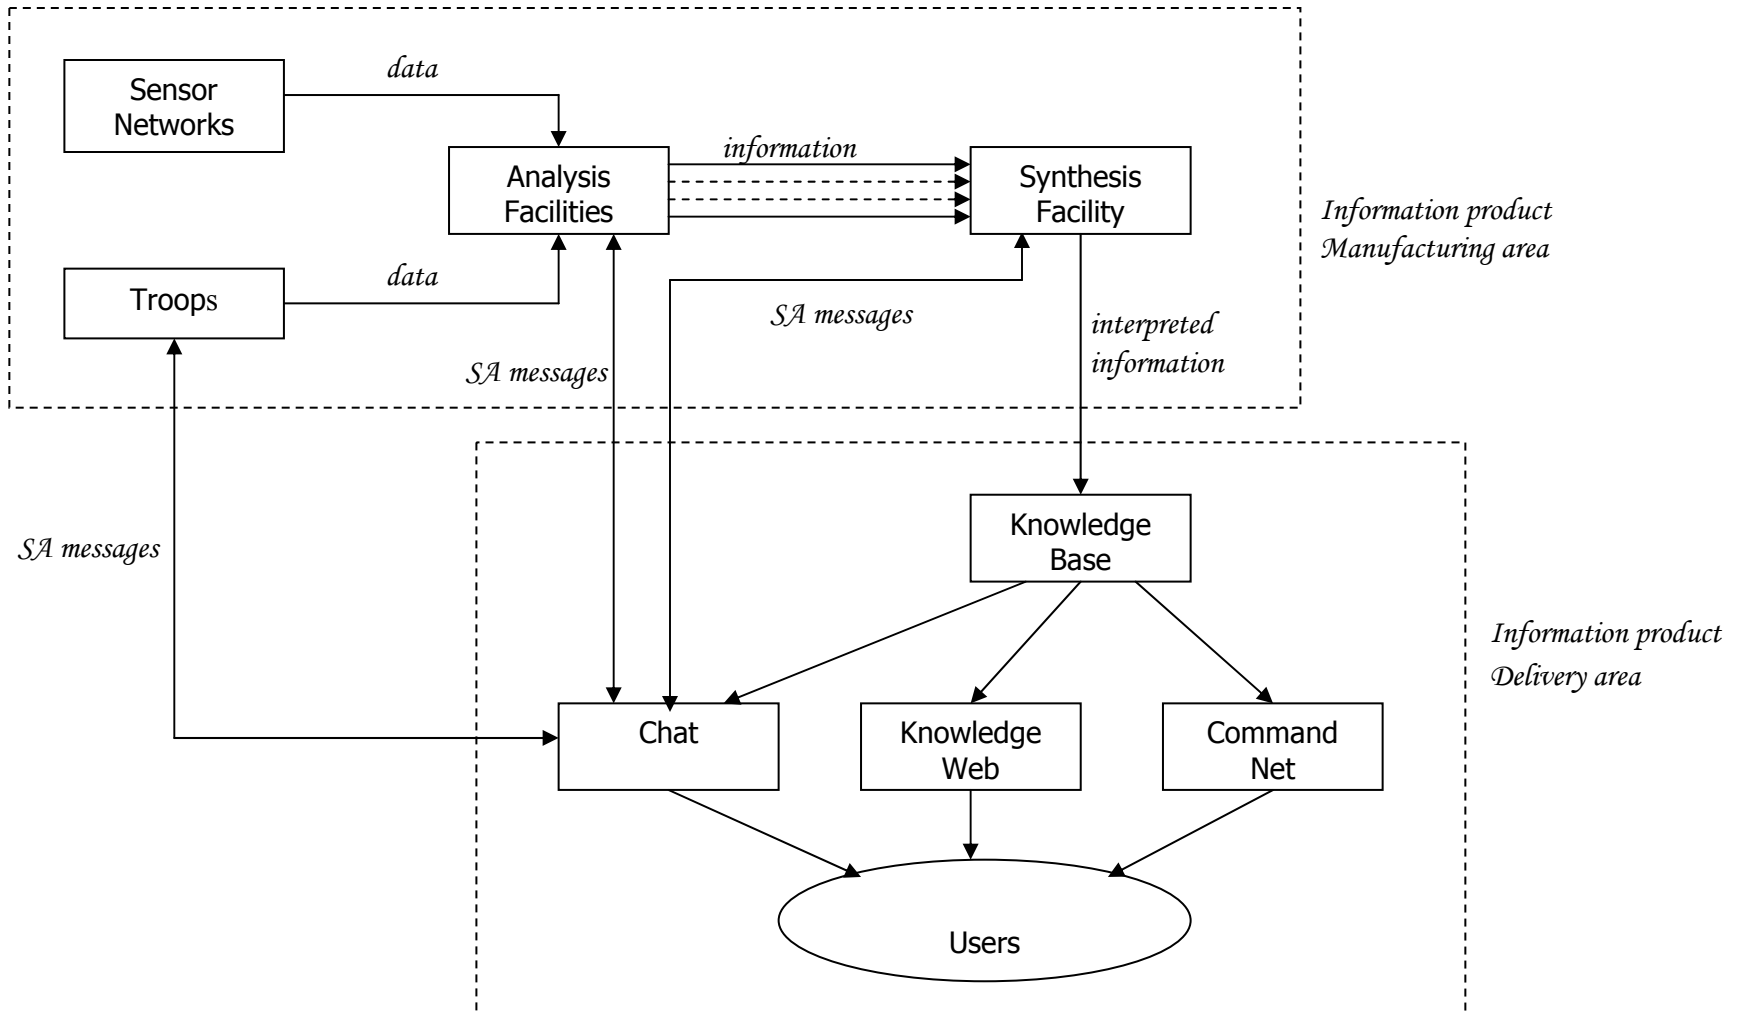 data
Sensor
Networks
information
Analysis
Facilities
Synthesis
Facility
Information product
Manufacturing area
data
Troops
SA messages
interpreted
information
SA messages
Knowledge
Base
SA messages
Information product
Delivery area
Chat
Knowledge
Web
Command
Net
Users